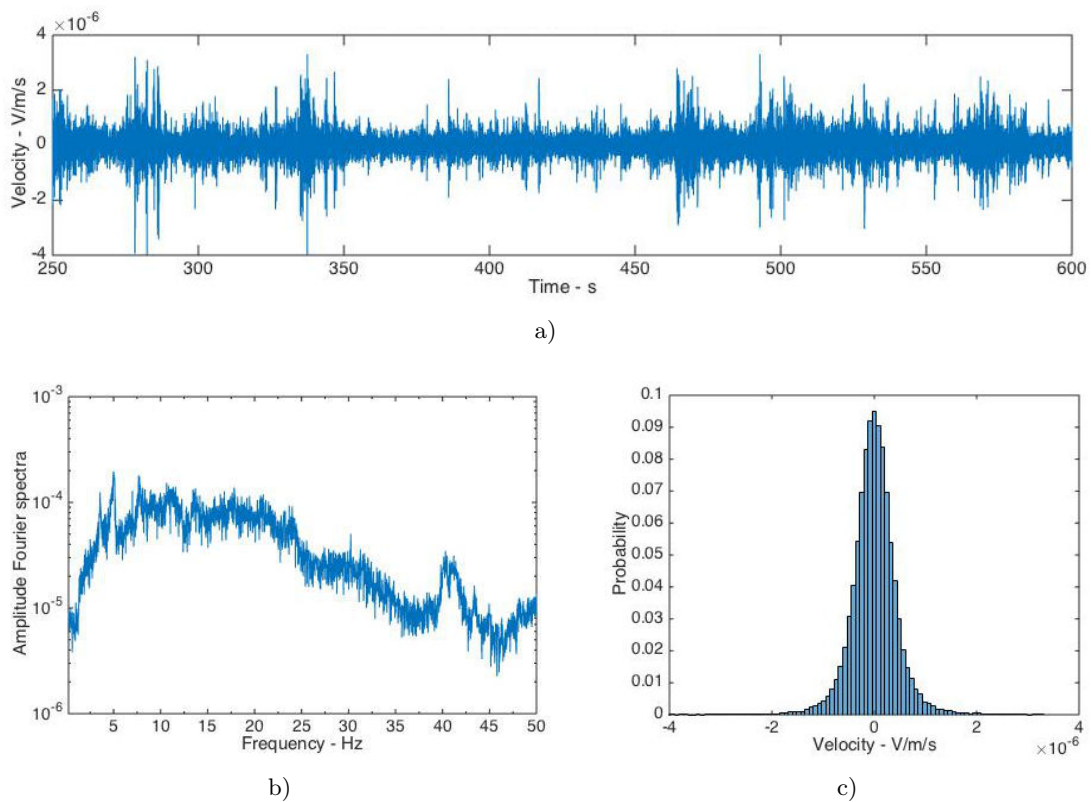 ×10⁻⁶
4
2
0
-2
-4
Velocity - V/m/s
250 300 350 400 450 500 550 600
Time - s
a)
10⁻³
10⁻⁴
10⁻⁵
10⁻⁶
Amplitude Fourier spectra
5 10 15 20 25 30 35 40 45 50
Frequency - Hz
b)
0.1
0.09
0.08
0.07
0.06
0.05
0.04
0.03
0.02
0.01
0
Probability
-4 -2 0 2 4
Velocity - V/m/s
×10⁻⁶
c)